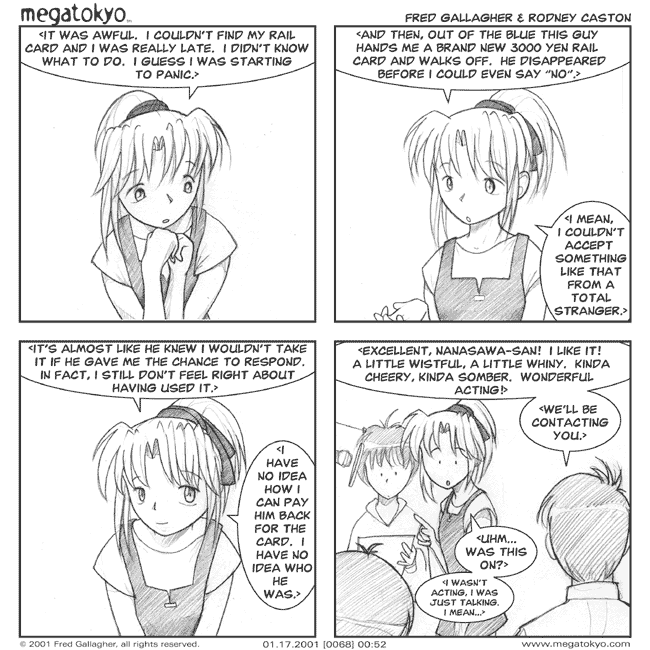 megatokyo™
FRED GALLAGHER & RODNEY CASTON
<IT WAS AWFUL. I COULDN'T FIND MY RAIL
CARD AND I WAS REALLY LATE. I DIDN'T KNOW
WHAT TO DO. I GUESS I WAS STARTING
TO PANIC.>
<AND THEN, OUT OF THE BLUE THIS GUY
HANDS ME A BRAND NEW 3000 YEN RAIL
CARD AND WALKS OFF. HE DISAPPEARED
BEFORE I COULD EVEN SAY "NO".>
<I MEAN,
I COULDN'T
ACCEPT
SOMETHING
LIKE THAT
FROM A
TOTAL
STRANGER.>
<IT'S ALMOST LIKE HE KNEW I WOULDN'T TAKE
IT IF HE GAVE ME THE CHANCE TO RESPOND.
IN FACT, I STILL DON'T FEEL RIGHT ABOUT
HAVING USED IT.>
<I
HAVE
NO IDEA
HOW I
CAN PAY
HIM BACK
FOR THE
CARD. I
HAVE NO
IDEA WHO
HE
WAS.>
<EXCELLENT, NANASAWA-SAN! I LIKE IT!
A LITTLE WISTFUL, A LITTLE WHINY. KINDA
CHEERY, KINDA SOMBER. WONDERFUL
ACTING!>
<WE'LL BE
CONTACTING
YOU.>
<UHM...
WAS THIS
ON?>
<I WASN'T
ACTING, I WAS
JUST TALKING.
I MEAN...>
© 2001 Fred Gallagher, all rights reserved.
01.17.2001 [0068] 00:52
www.megatokyo.com